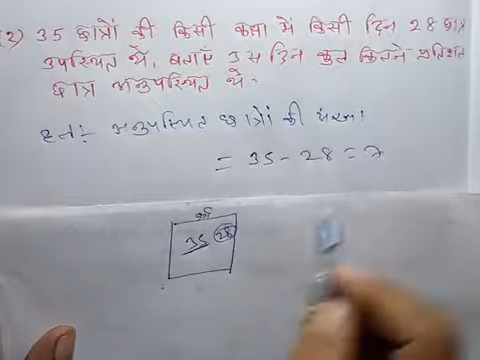 (2) 35 छात्रों की किसी कक्षा में किसी दिन 28 छात्र
उपस्थित थे, बताएँ उस दिन कुल कितने प्रतिशत
छात्र अनुपस्थित थे।
हल:- अनुपस्थित छात्रों की संख्या
= 35 - 28 = 7
35 28